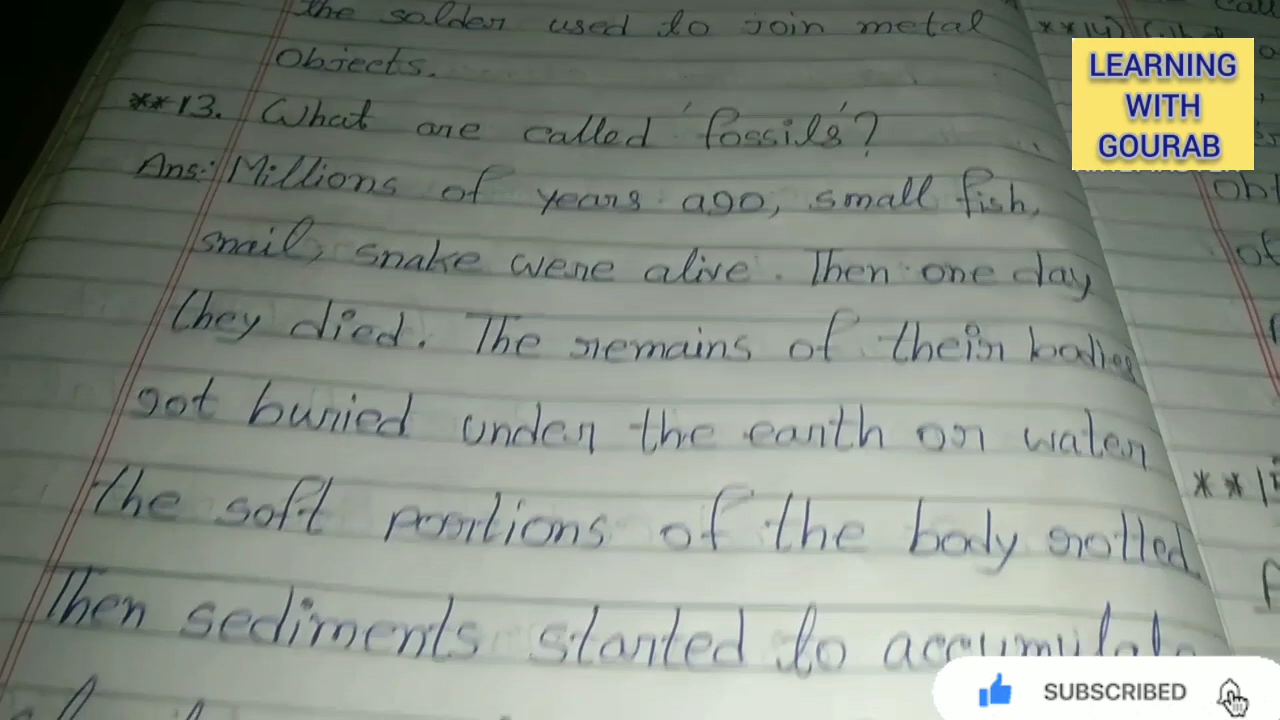 the solder used to join metal
Objects.
**13. What are called 'fossils'?
Ans:- Millions of years ago, small fish,
snail, snake were alive. Then one day
they died. The remains of their bodies
got buried under the earth or water
the soft portions of the body rotted.
Then sediments started to accumulate
LEARNING
WITH
GOURAB
SUBSCRIBED